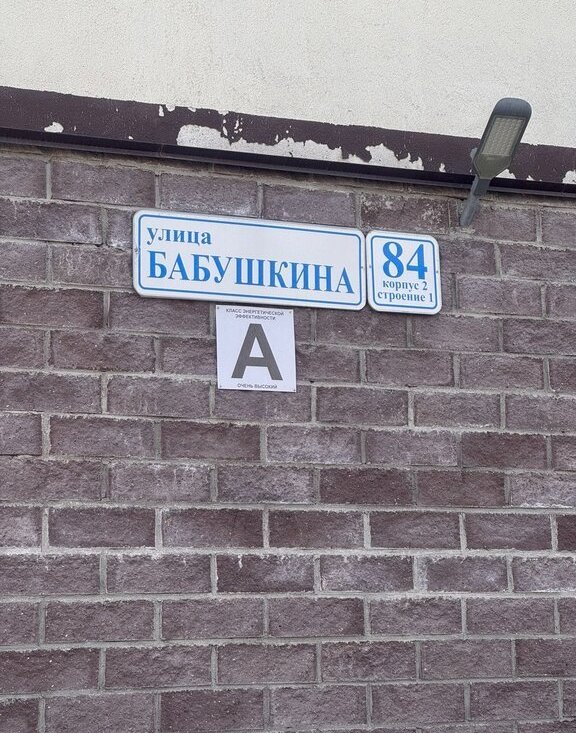 улица
БАБУШКИНА
84
корпус 2
строение 1
КЛАСС ЭНЕРГЕТИЧЕСКОЙ
ЭФФЕКТИВНОСТИ
А
ОЧЕНЬ ВЫСОКИЙ